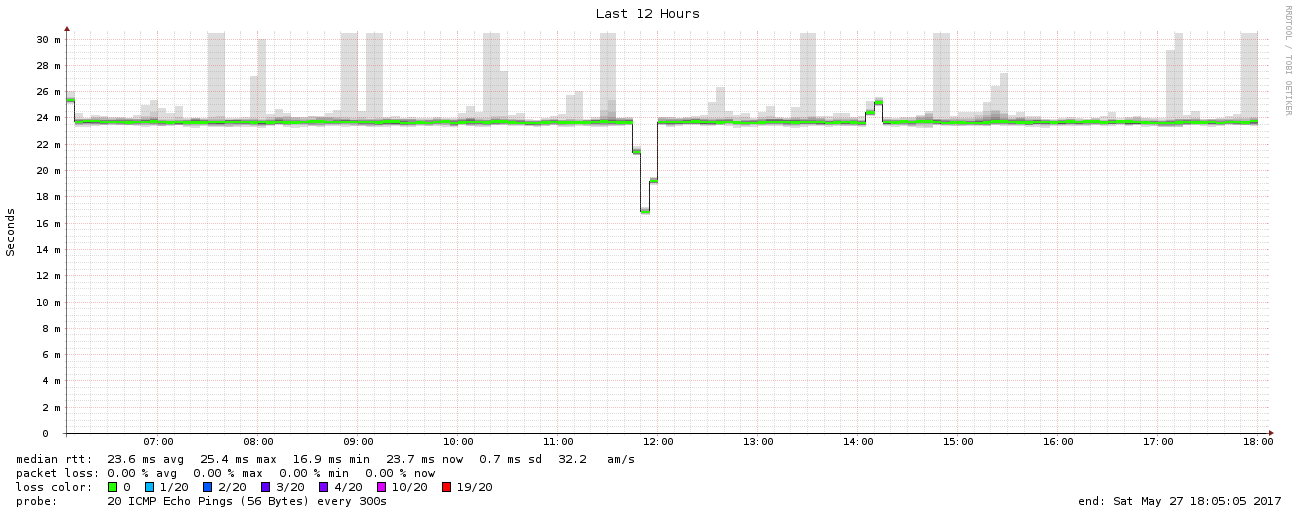 Last 12 Hours
RRDTOOL / TOBI OETIKER
Seconds
30 m
28 m
26 m
24 m
22 m
20 m
18 m
16 m
14 m
12 m
10 m
8 m
6 m
4 m
2 m
0
07:00 08:00 09:00 10:00 11:00 12:00 13:00 14:00 15:00 16:00 17:00 18:00
median rtt: 23.6 ms avg 25.4 ms max 16.9 ms min 23.7 ms now 0.7 ms sd 32.2 am/s
packet loss: 0.00 % avg 0.00 % max 0.00 % min 0.00 % now
loss color: 0 1/20 2/20 3/20 4/20 10/20 19/20
probe: 20 ICMP Echo Pings (56 Bytes) every 300s end: Sat May 27 18:05:05 2017